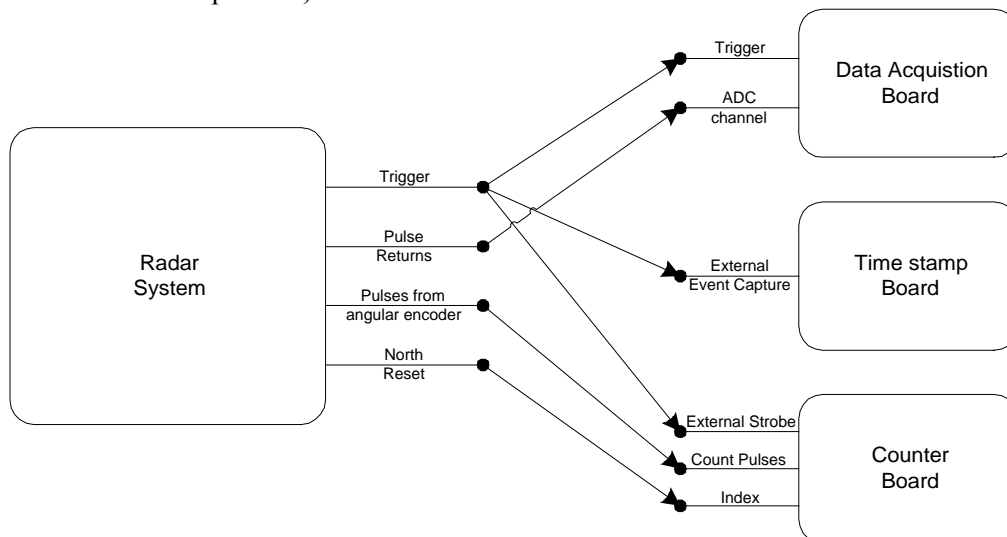 Trigger
Data Acquistion
Board
ADC
channel
Trigger
Pulse
Returns
Radar
System
External
Event Capture
Time stamp
Board
Pulses from
angular encoder
North
Reset
External Strobe
Count Pulses
Index
Counter
Board